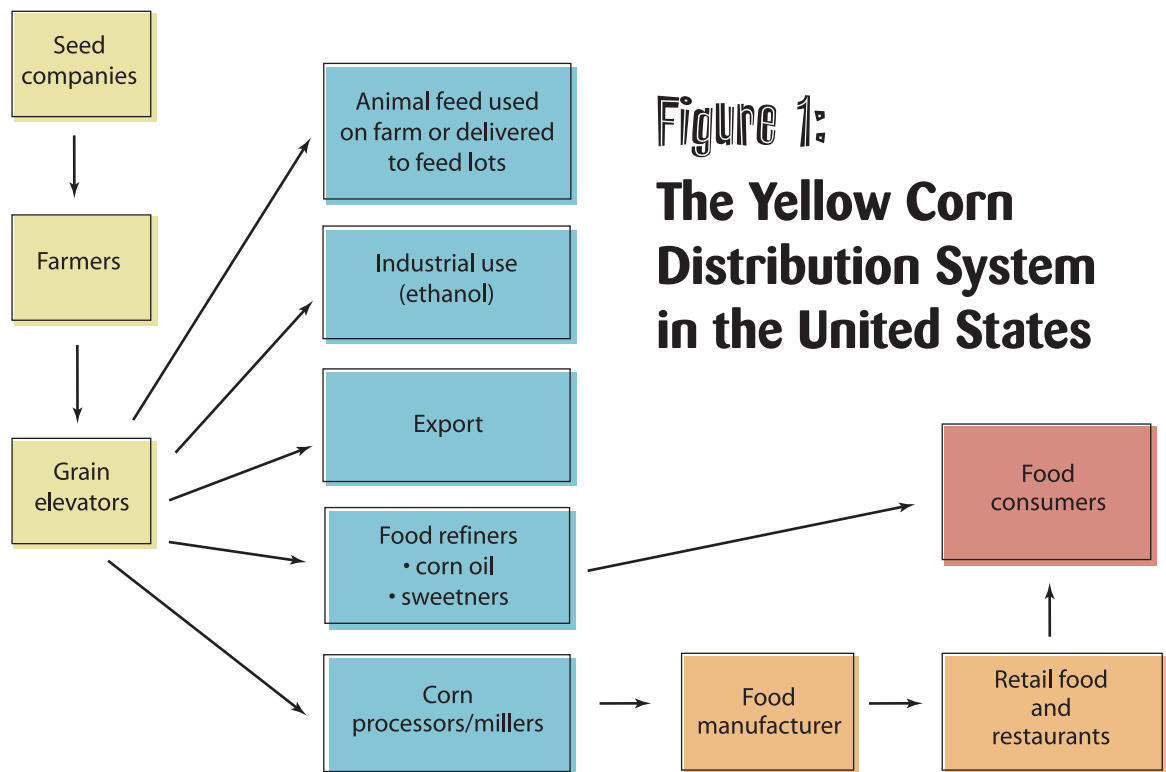 Seed
companies
Farmers
Grain
elevators
Animal feed used
on farm or delivered
to feed lots
Industrial use
(ethanol)
Export
Food refiners
• corn oil
• sweetners
Corn
processors/millers
Figure 1:
The Yellow Corn
Distribution System
in the United States
Food
consumers
Food
manufacturer
Retail food
and
restaurants